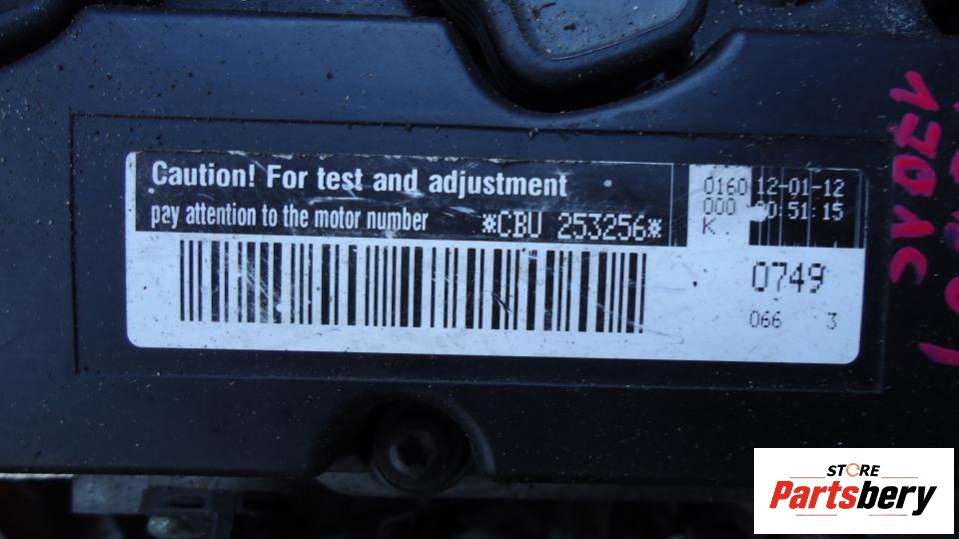 Caution! For test and adjustment
pay attention to the motor number *CBU 253256*
0160 12-01-12
000 00:51:15
K.
0749
066 3
STORE
Partsbery